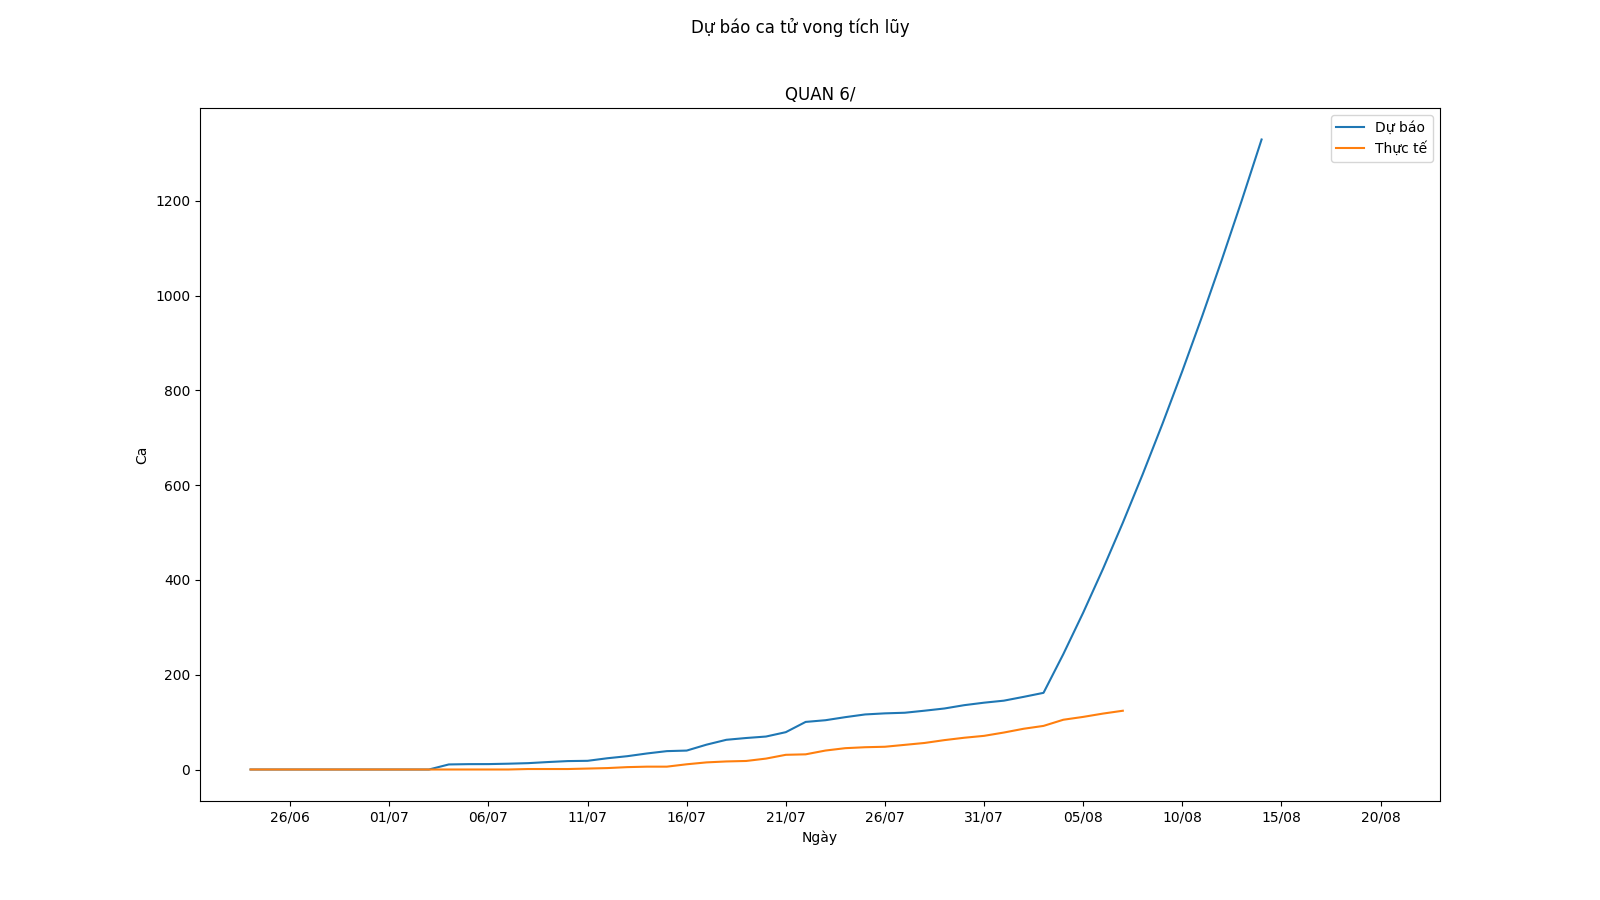 Dự báo ca tử vong tích lũy
QUAN 6/
Dự báo
Thực tế
1200
1000
800
600
400
200
0
Ca
26/06 01/07 06/07 11/07 16/07 21/07 26/07 31/07 05/08 10/08 15/08 20/08
Ngày